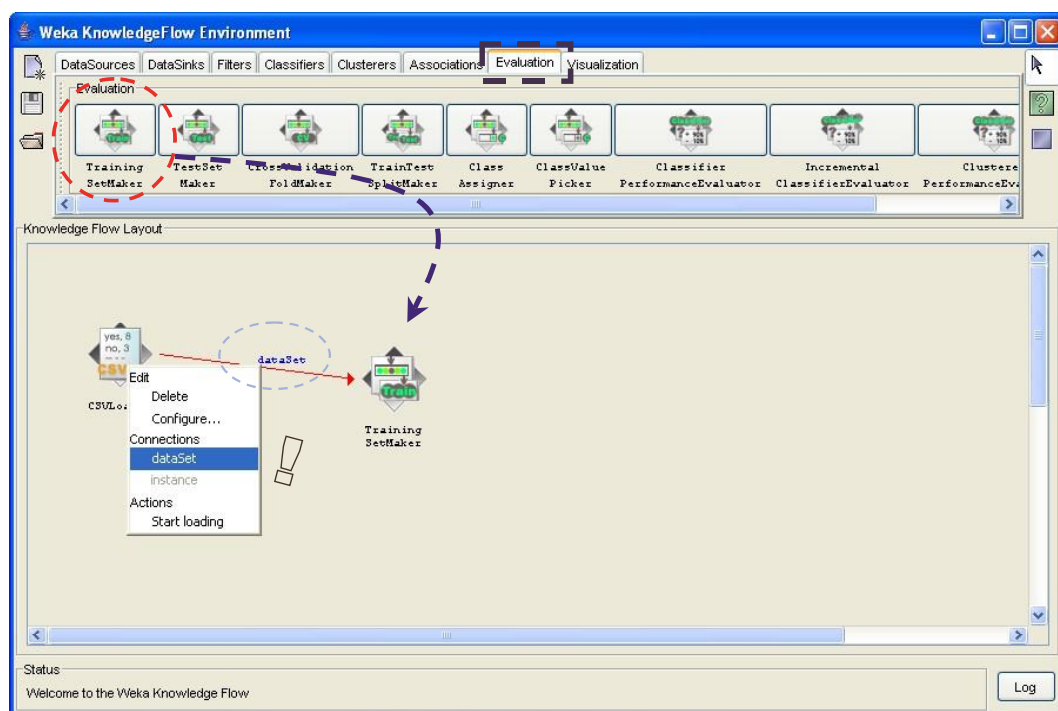 Weka KnowledgeFlow Environment
DataSources DataSinks Filters Classifiers Clusterers Associations Evaluation Visualization
Evaluation
Training SetMaker
TestSet Maker
CrossValidation FoldMaker
TrainTest SplitMaker
Class Assigner
ClassValue Picker
Classifier PerformanceEvaluator
Incremental ClassifierEvaluator
Knowledge Flow Layout
yes, 8
no, 3
CSV
dataSet
Edit
Delete
Configure...
Connections
dataSet
instance
Actions
Start loading
!
Train
Training
SetMaker
Status
Welcome to the Weka Knowledge Flow
Log